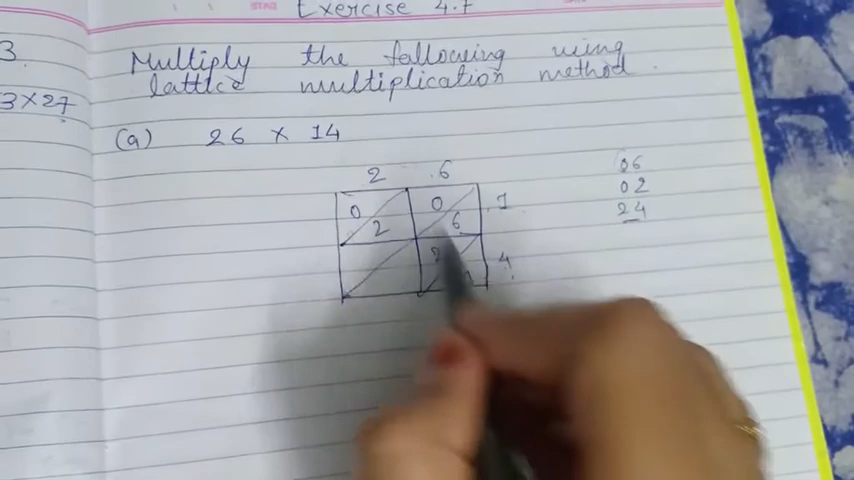 Exercise 4.7
3.
Multiply the following using
lattice multiplication method.
3 × 27
(a) 26 × 14
2 6
0 2 0 6 1
2 4
06
02
24